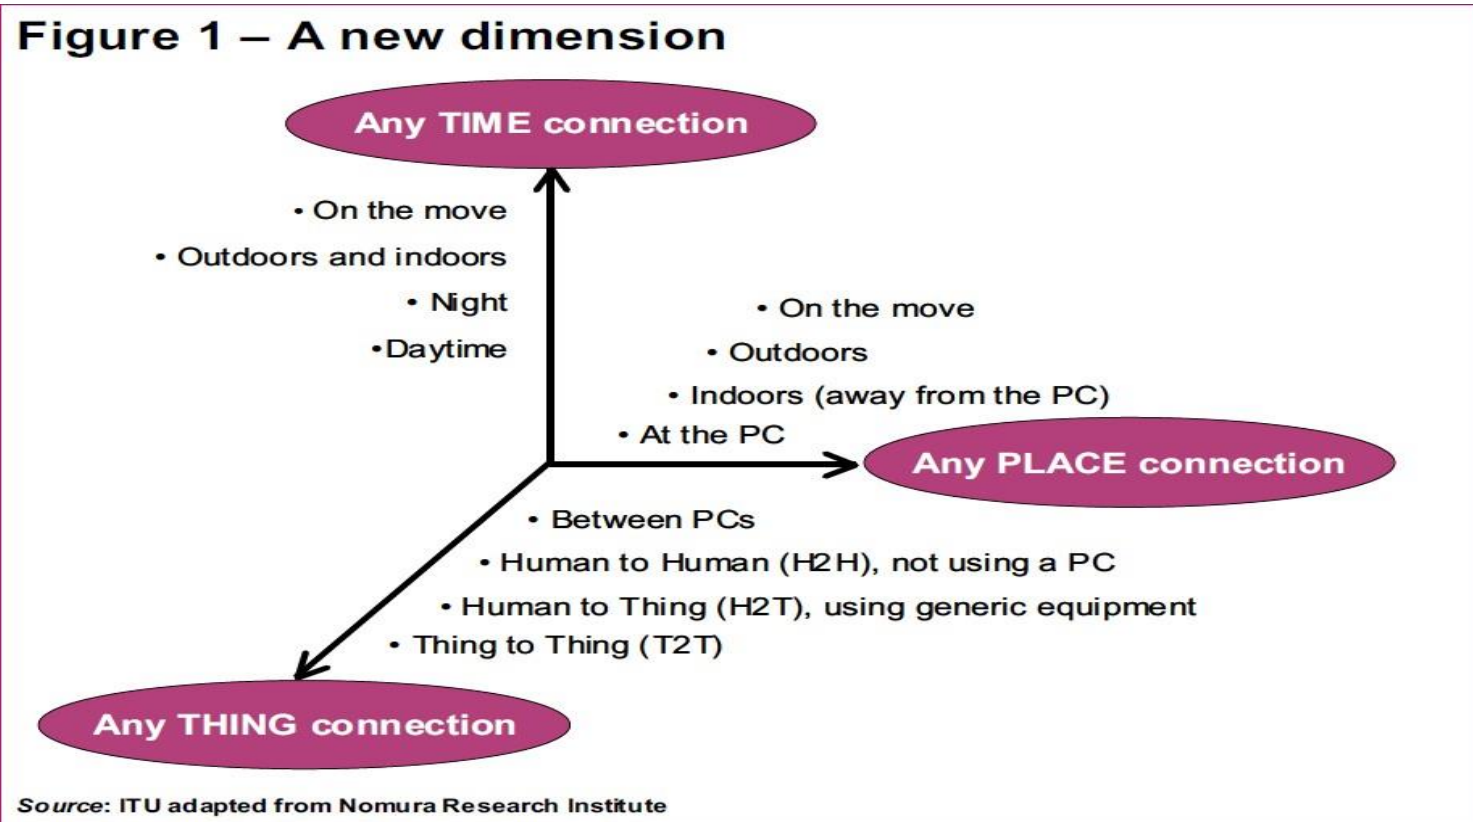 Figure 1 – A new dimension
Any TIME connection
• On the move
• Outdoors and indoors
• Night
•Daytime
• On the move
• Outdoors
• Indoors (away from the PC)
• At the PC
Any PLACE connection
• Between PCs
• Human to Human (H2H), not using a PC
• Human to Thing (H2T), using generic equipment
• Thing to Thing (T2T)
Any THING connection
Source: ITU adapted from Nomura Research Institute